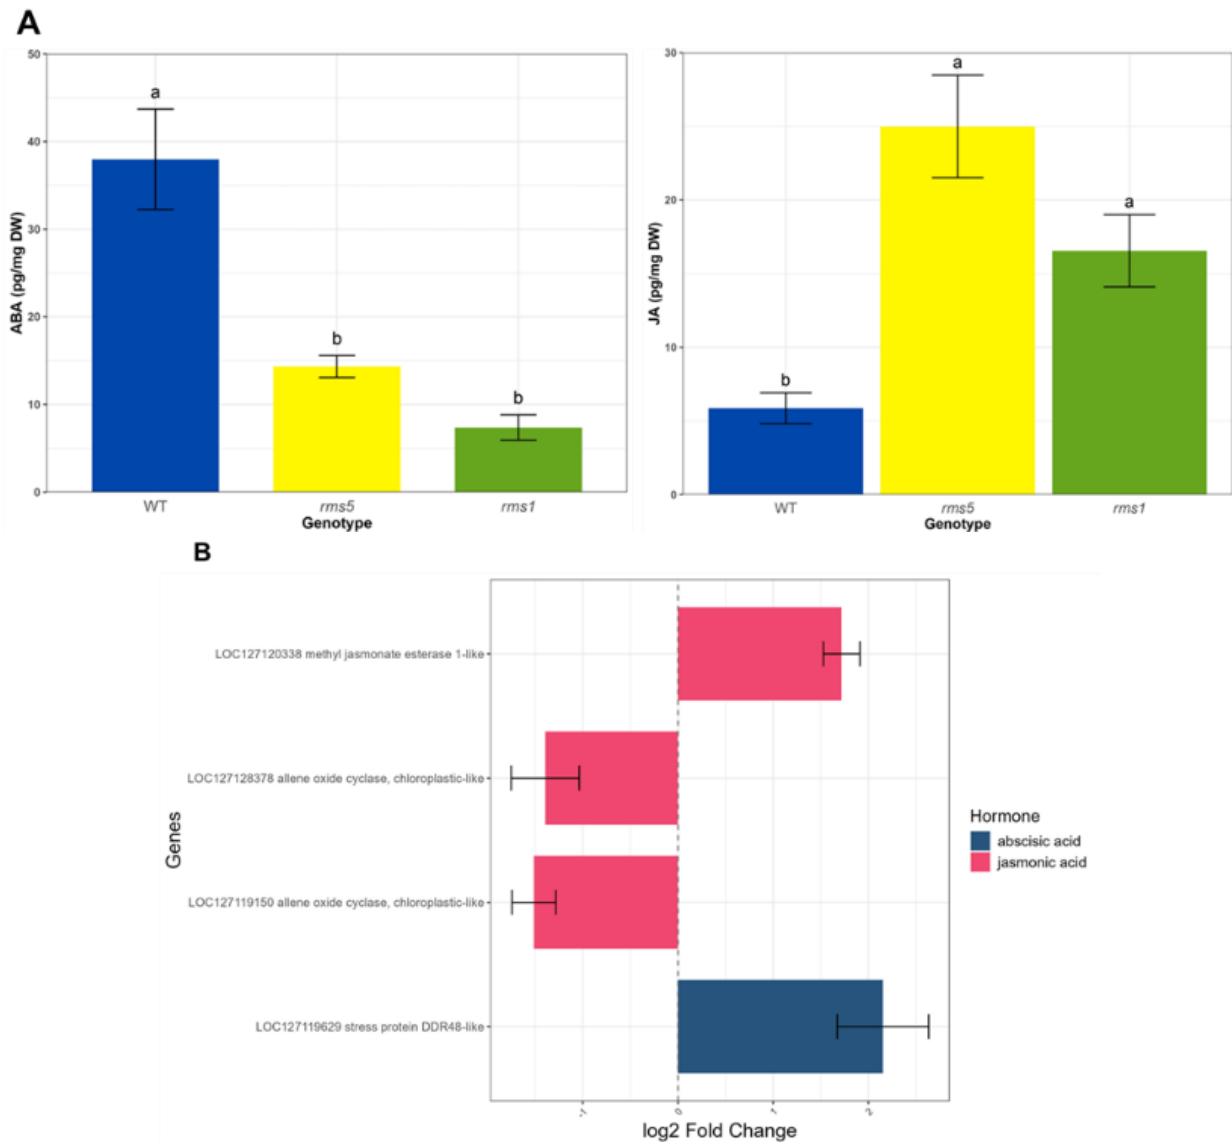 A
ABA (pg/mg DW)
50
40
30
20
10
0
a
b
b
WT
rms5
rms1
Genotype
JA (pg/mg DW)
30
20
10
0
b
a
a
WT
rms5
rms1
Genotype
B
Genes
LOC127120338 methyl jasmonate esterase 1-like
LOC127128378 allene oxide cyclase, chloroplastic-like
LOC127119150 allene oxide cyclase, chloroplastic-like
LOC127119629 stress protein DDR48-like
-1
0
1
2
log2 Fold Change
Hormone
abscisic acid
jasmonic acid